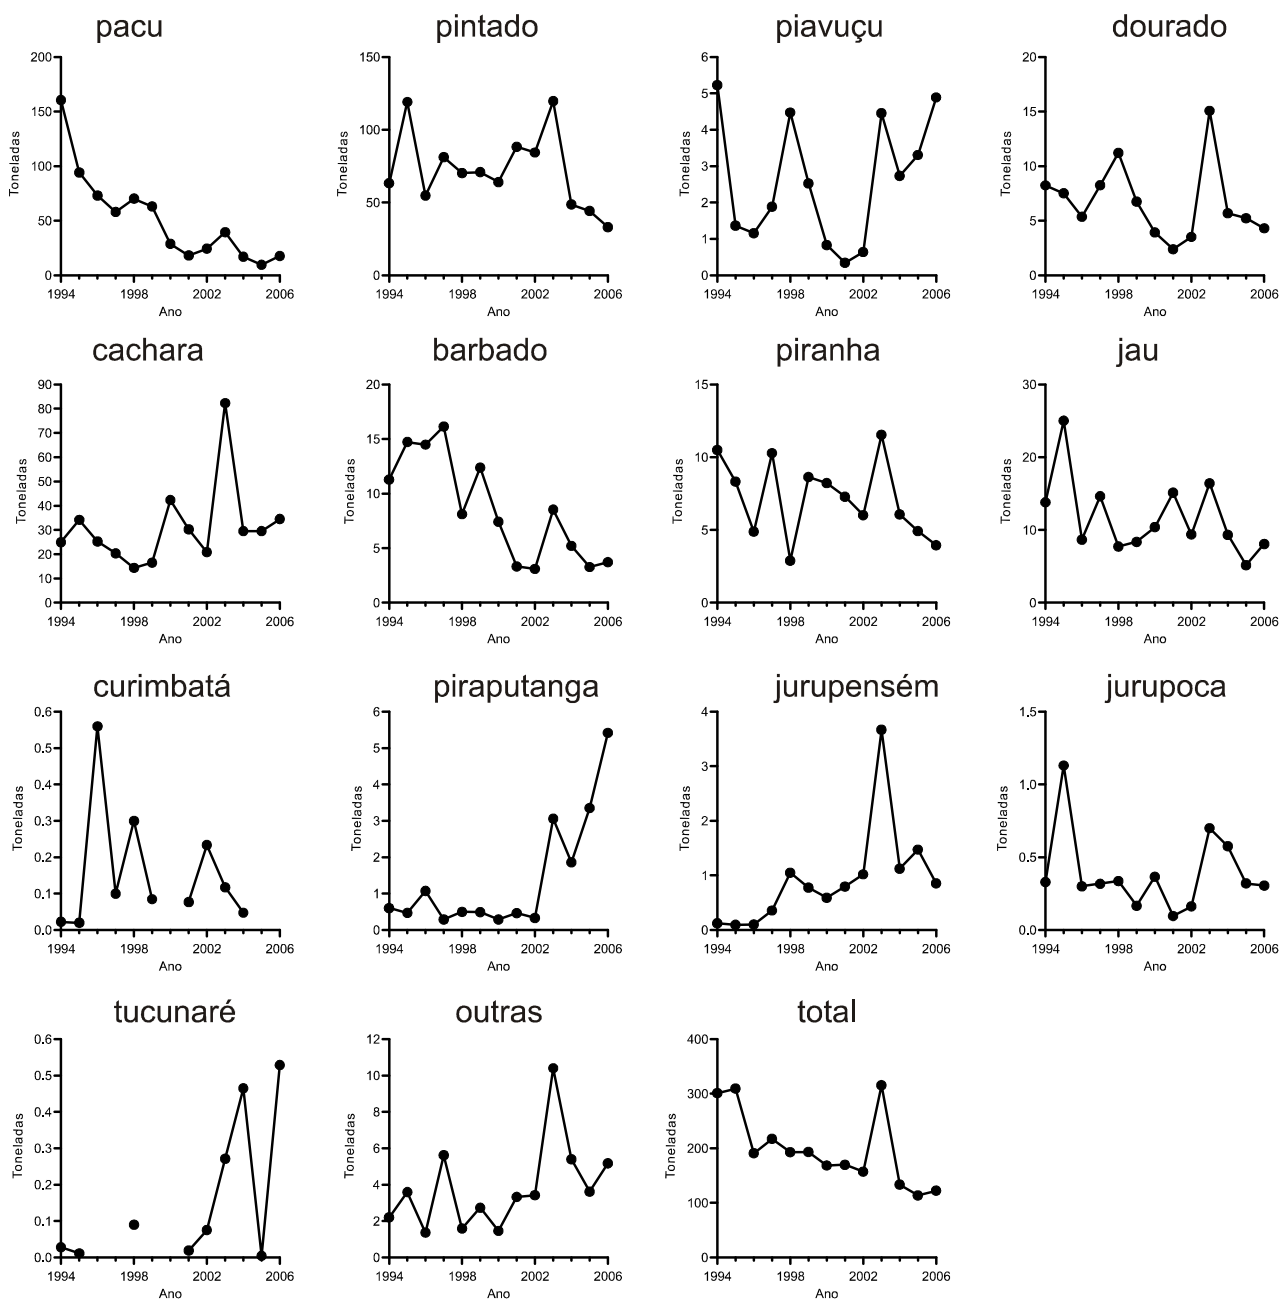 pacu
pintado
piavuçu
dourado
200
150
100
50
0
Toneladas
1994 1998 2002 2006
Ano
150
100
50
0
Toneladas
1994 1998 2002 2006
Ano
6
5
4
3
2
1
0
Toneladas
1994 1998 2002 2006
Ano
20
15
10
5
0
Toneladas
1994 1998 2002 2006
Ano
cachara
barbado
piranha
jau
90
80
70
60
50
40
30
20
10
0
Toneladas
1994 1998 2002 2006
Ano
20
15
10
5
0
Toneladas
1994 1998 2002 2006
Ano
15
10
5
0
Toneladas
1994 1998 2002 2006
Ano
30
20
10
0
Toneladas
1994 1998 2002 2006
Ano
curimbatá
piraputanga
jurupensém
jurupoca
0.6
0.5
0.4
0.3
0.2
0.1
0.0
Toneladas
1994 1998 2002 2006
Ano
6
5
4
3
2
1
0
Toneladas
1994 1998 2002 2006
Ano
4
3
2
1
0
Toneladas
1994 1998 2002 2006
Ano
1.5
1.0
0.5
0.0
Toneladas
1994 1998 2002 2006
Ano
tucunaré
outras
total
0.6
0.5
0.4
0.3
0.2
0.1
0.0
Toneladas
1994 1998 2002 2006
Ano
12
10
8
6
4
2
0
Toneladas
1994 1998 2002 2006
Ano
400
300
200
100
0
Toneladas
1994 1998 2002 2006
Ano